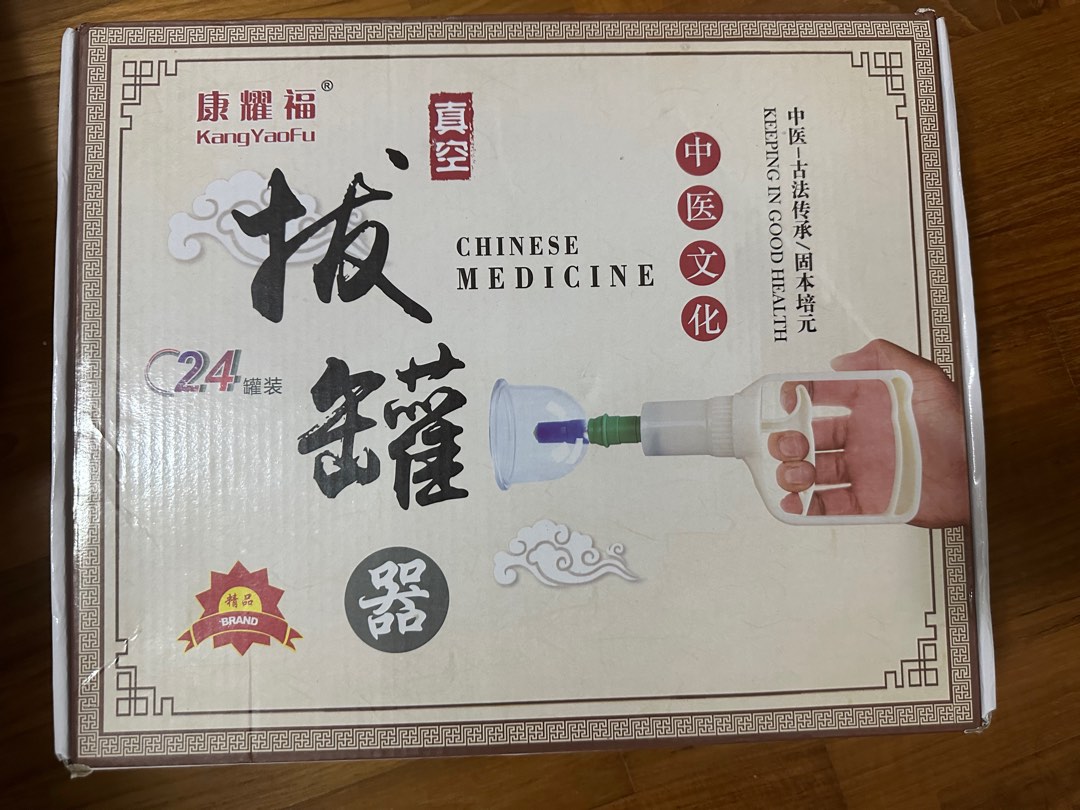 康耀福®
KangYaoFu
真空
拔罐
器
CHINESE
MEDICINE
24罐装
中医文化
中医-古法传承/固本培元
KEEPING IN GOOD HEALTH
精品
BRAND